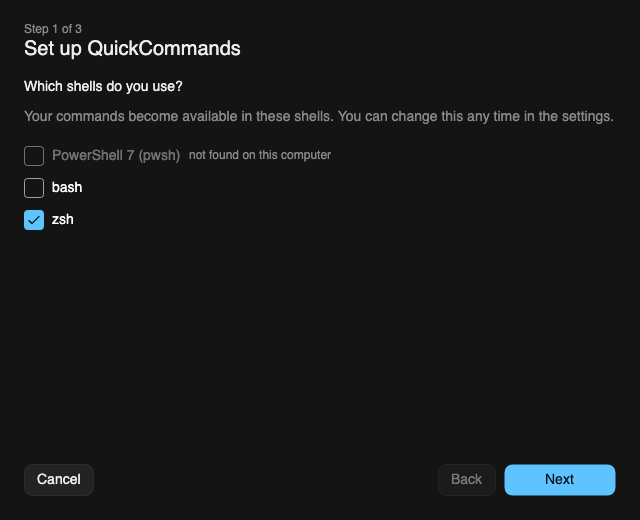 Step 1 of 3
Set up QuickCommands
Which shells do you use?
Your commands become available in these shells. You can change this any time in the settings.
PowerShell 7 (pwsh) not found on this computer
bash
zsh
Cancel Back Next